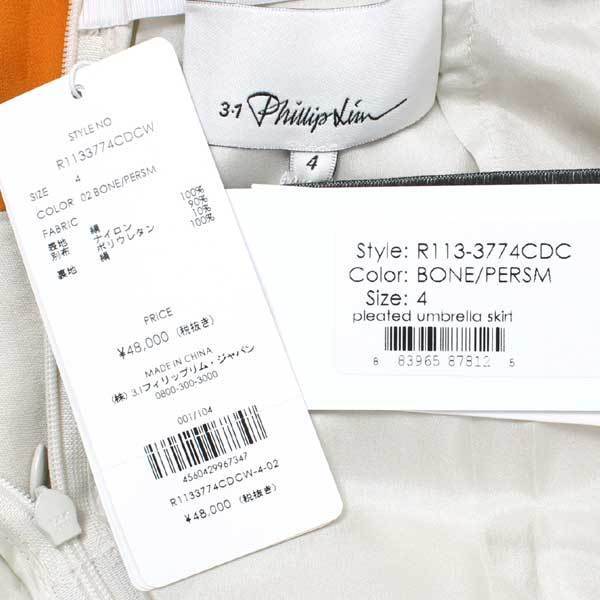 3.1 Phillip Lim
4
STYLE NO
R1133774CDCW
SIZE 4
COLOR 02 BONE/PERSM
FABRIC
表地 絹 100%
別布 ナイロン 90%
ポリウレタン 10%
裏地 絹 100%
PRICE
¥48,000 (税抜き)
MADE IN CHINA
(株) 3.1フィリップリム・ジャパン
0800-300-3000
001/104
4560429967347
R1133774CDCW-4-02
¥48,000 (税抜き)
Style: R113-3774CDC
Color: BONE/PERSM
Size: 4
pleated umbrella skirt
8 83965 87812 5